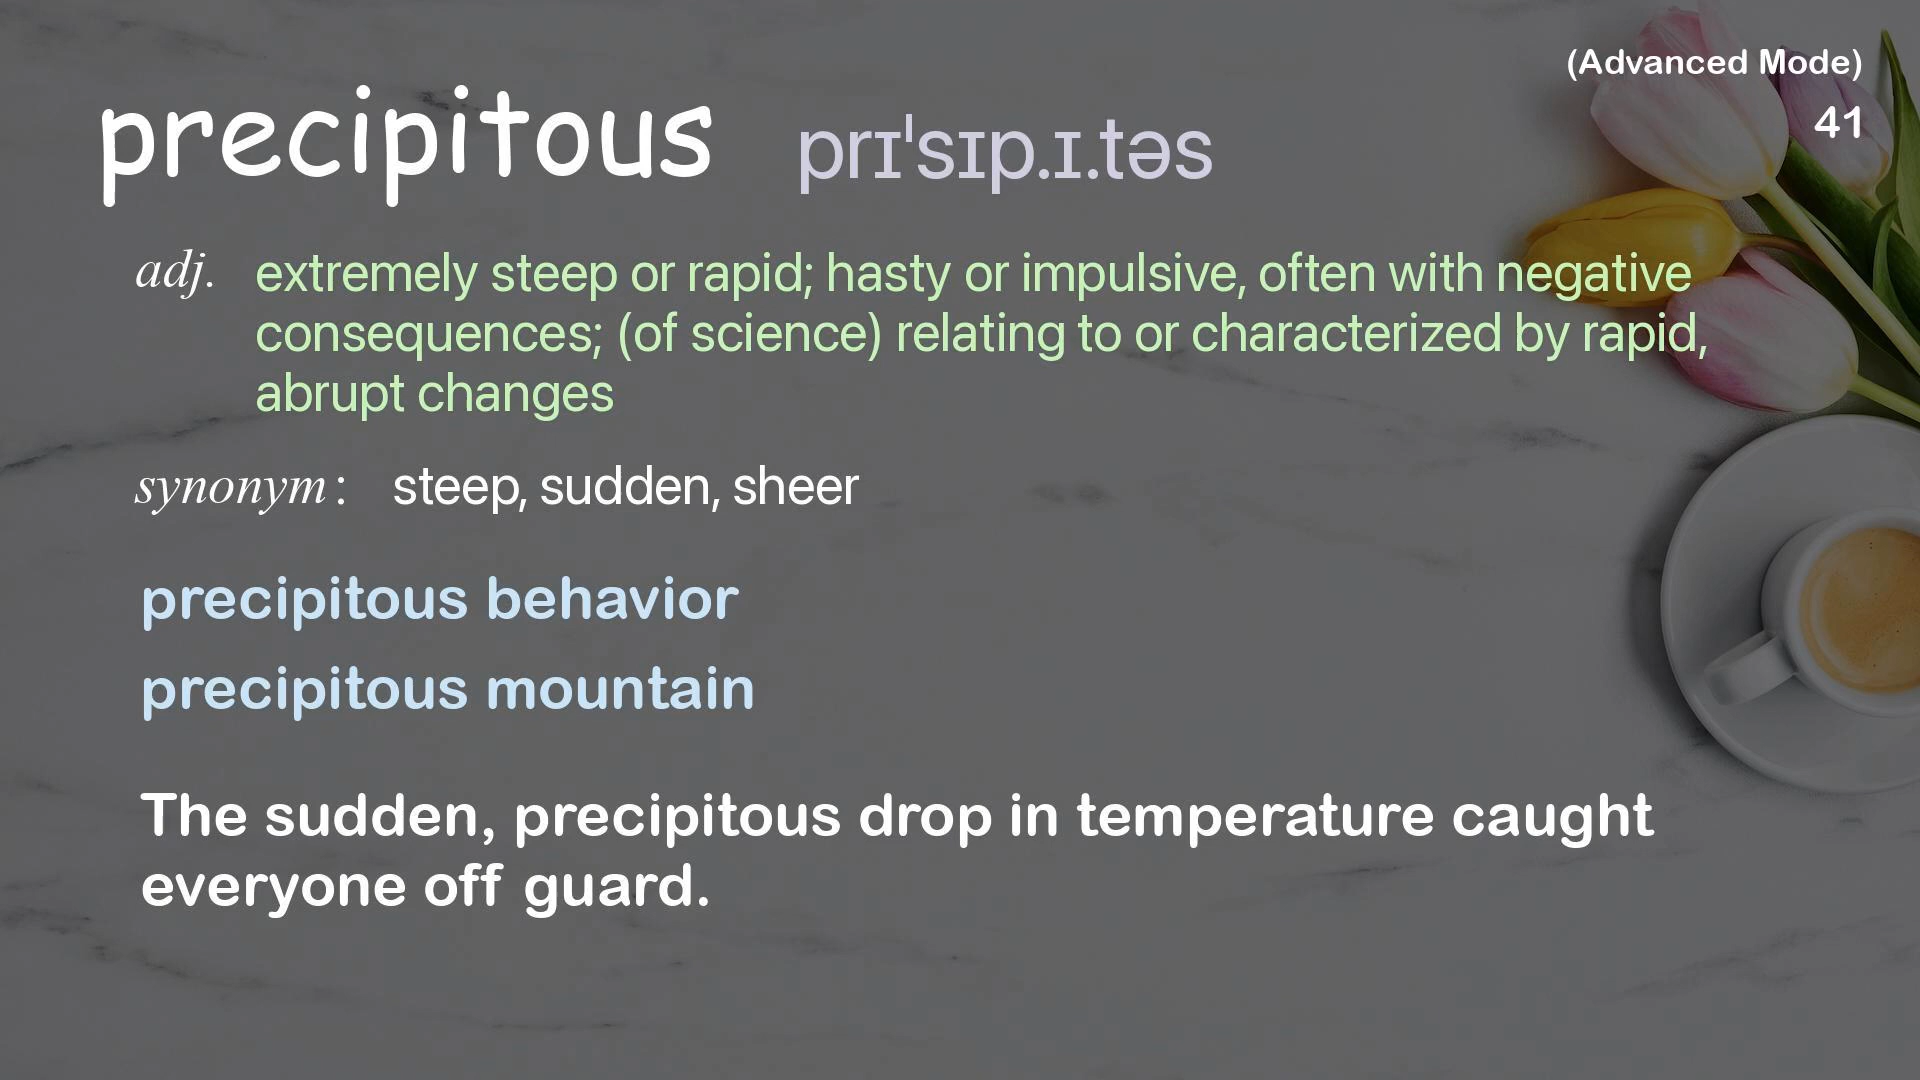 (Advanced Mode)
precipitous prɪˈsɪp.ɪ.təs
41
adj. extremely steep or rapid; hasty or impulsive, often with negative
consequences; (of science) relating to or characterized by rapid,
abrupt changes
synonym: steep, sudden, sheer
precipitous behavior
precipitous mountain
The sudden, precipitous drop in temperature caught
everyone off guard.